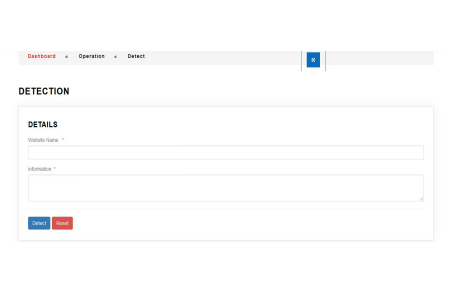 Dashboard « Operation « Detect
DETECTION
DETAILS
Website Name *
Information *
Detect Reset